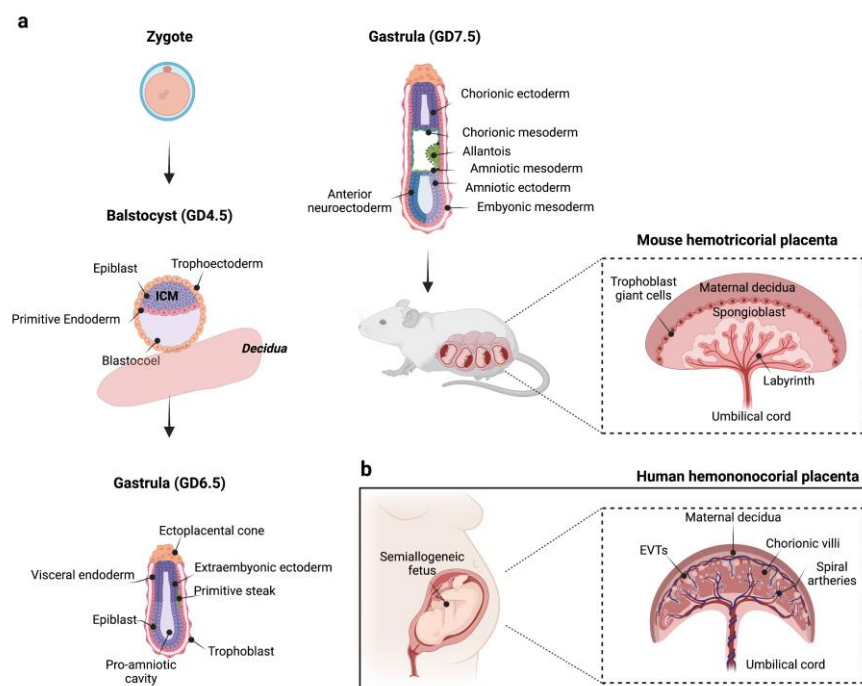 a
Zygote
Balstocyst (GD4.5)
Epiblast
Trophoectoderm
ICM
Primitive Endoderm
Blastocoel
Decidua
Gastrula (GD6.5)
Ectoplacental cone
Visceral endoderm
Extraembyonic ectoderm
Primitive steak
Epiblast
Trophoblast
Pro-amniotic
cavity
Gastrula (GD7.5)
Chorionic ectoderm
Chorionic mesoderm
Allantois
Amniotic mesoderm
Amniotic ectoderm
Anterior
neuroectoderm
Embyonic mesoderm
Mouse hemotricorial placenta
Trophoblast
giant cells
Maternal decidua
Spongioblast
Labyrinth
Umbilical cord
b
Human hemononocorial placenta
Semiallogeneic
fetus
Maternal decidua
EVTs
Chorionic villi
Spiral
artheries
Umbilical cord